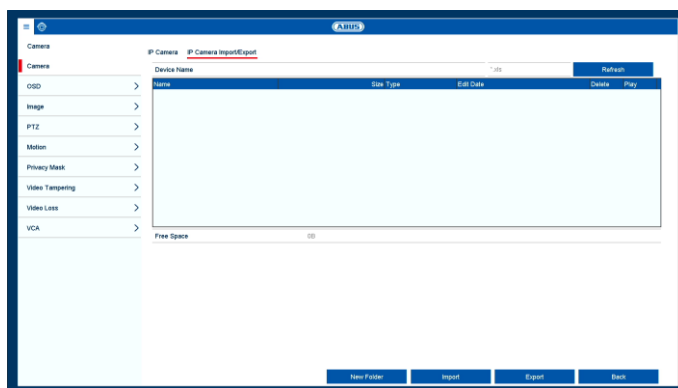 ABUS
Camera
IP Camera IP Camera Import/Export
Camera
Device Name Refresh
OSD
Name Size Type Edit Date Delete Play
Image
PTZ
Motion
Privacy Mask
Video Tampering
Video Loss
VCA
Free Space
New Folder Import Export Back